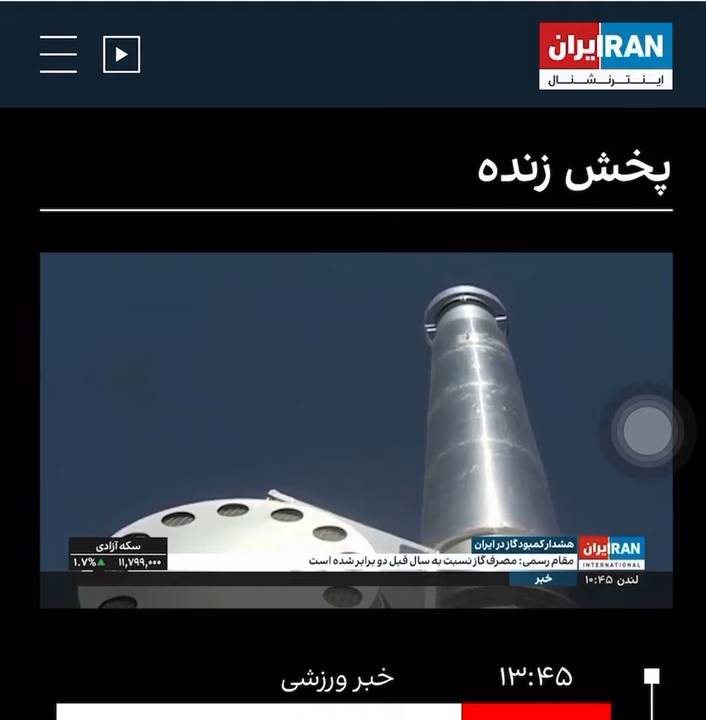 ایران IRAN
اینترنشنال
پخش زنده
هشدار کمبود گاز در ایران
مقام رسمی: مصرف گاز نسبت به سال قبل دو برابر شده است
خبر
ایران IRAN
INTERNATIONAL
لندن ۱۰:۴۵
سکه آزادی
۱۱,۷۹۹,۰۰۰ ▲۱.۷%
۱۳:۴۵ خبر ورزشی